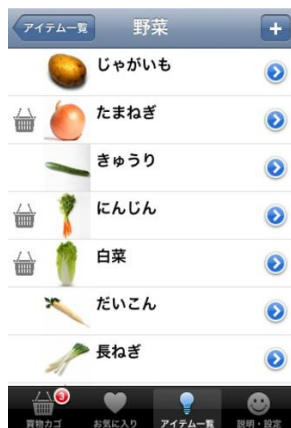 アイテム一覧
野菜
+
じゃがいも
たまねぎ
きゅうり
にんじん
白菜
だいこん
長ねぎ
3
買物カゴ
お気に入り
アイテム一覧
説明・設定